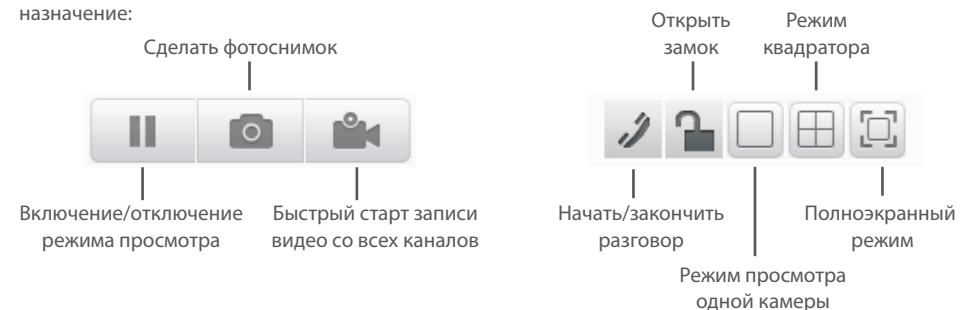 назначение:
Сделать фотоснимок
Включение/отключение
режима просмотра
Быстрый старт записи
видео со всех каналов
Открыть
замок
Режим
квадратора
Начать/закончить
разговор
Полноэкранный
режим
Режим просмотра
одной камеры